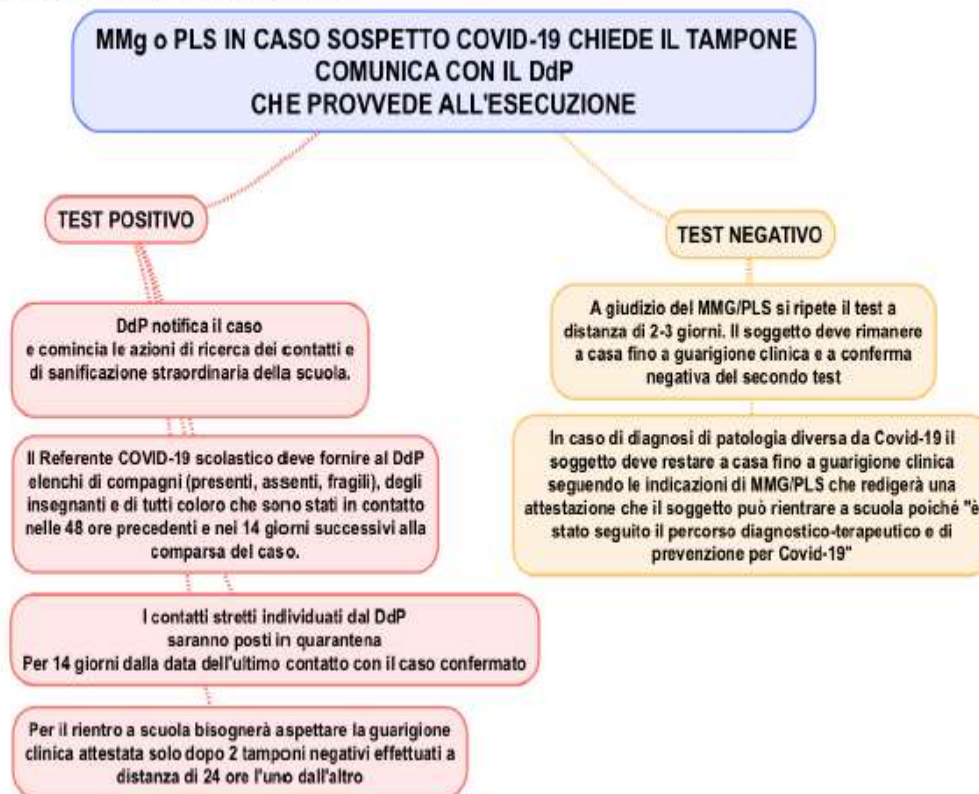 MMg o PLS IN CASO SOSPETTO COVID-19 CHIEDE IL TAMPONE
COMUNICA CON IL DdP
CHE PROVVEDE ALL'ESECUZIONE
TEST POSITIVO
DdP notifica il caso
e comincia le azioni di ricerca dei contatti e
di sanificazione straordinaria della scuola.
Il Referente COVID-19 scolastico dieve fornire al DdP
elenchi di compagni (presenti, assenti, fragili), degli
insegnanti e di tutti coloro che sono stati in contatto
nelle 48 ore precedenti e nei 14 giorni successivi alla
comparsa del caso.
I contatti stretti individuati dal DdP
saranno posti in quarantena
Per 14 giorni dalla data dell'ultimo contatto con il caso confermato
Per il rientro a scuola bisognerà aspettare la guarigione
clinica attestata solo dopo 2 tamponi negativi effettuati a
distanza di 24 ore l'uno dall'altro
TEST NEGATIVO
A giudizio del MMG/PLS si ripete il test a
distanza di 2-3 giorni. Il soggetto deve rimanere
a casa fino a guarigione clinica e a conferma
negativa del secondo test
In caso di diagnosi di patologia diversa da Covid-19 il
soggetto deve restare a casa fino a guarigione clinica
seguendo le indicazioni di MMG/PLS che redigerà una
attestazione che il soggetto può rientrare a scuola poiché "è
stato seguito il percorso diagnostico-terapeutico e di
prevenzione per Covid-19"